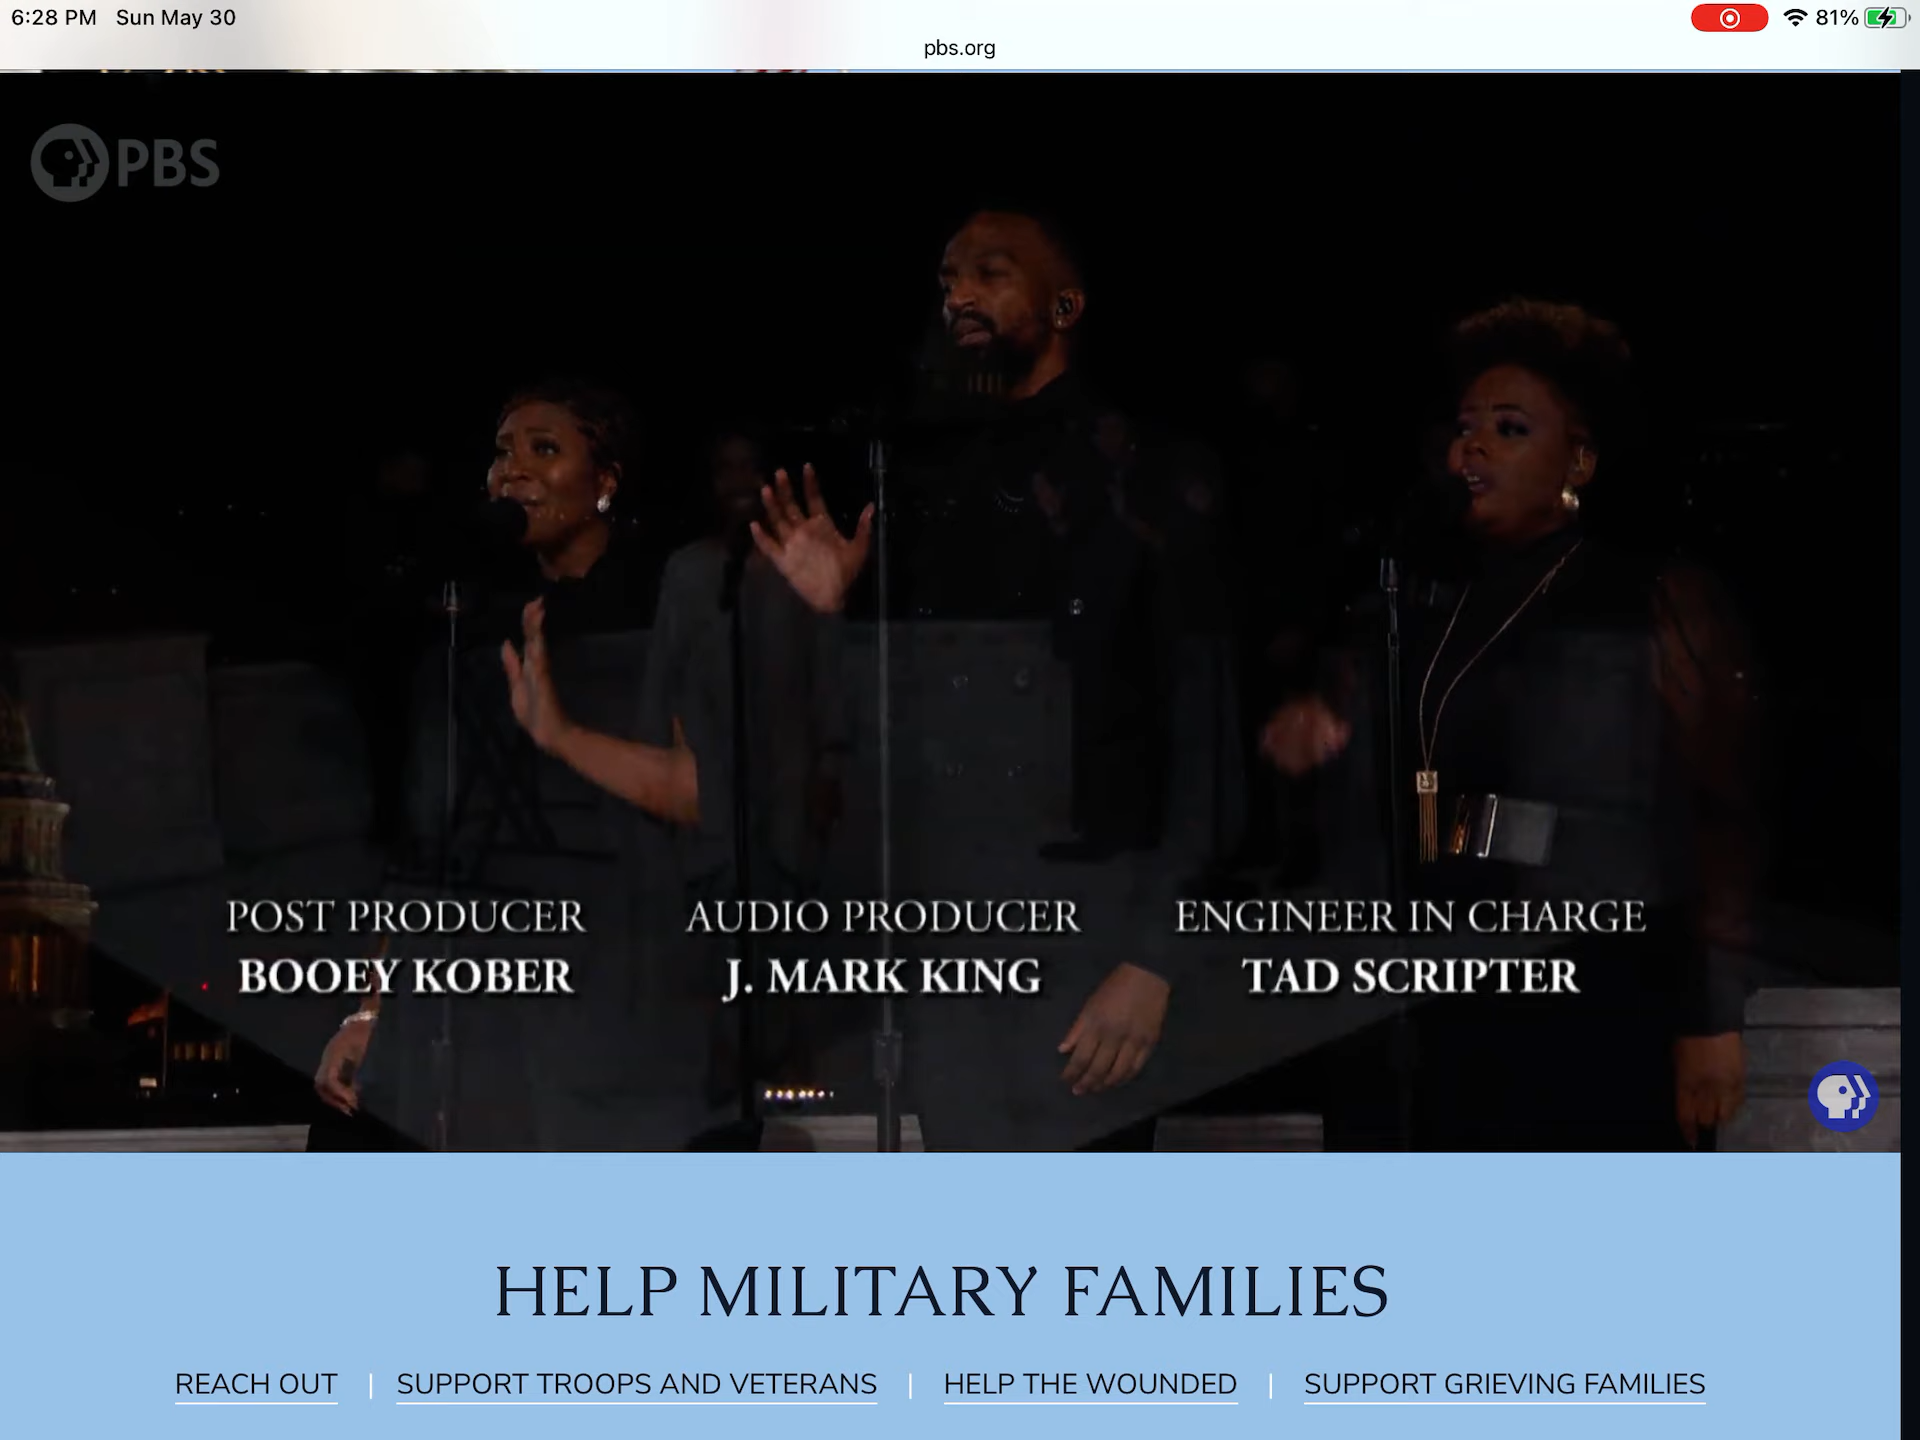 6:28 PM Sun May 30
81%
pbs.org
PBS
POST PRODUCER
BOOEY KOBER
AUDIO PRODUCER
J. MARK KING
ENGINEER IN CHARGE
TAD SCRIPTER
HELP MILITARY FAMILIES
REACH OUT | SUPPORT TROOPS AND VETERANS | HELP THE WOUNDED | SUPPORT GRIEVING FAMILIES